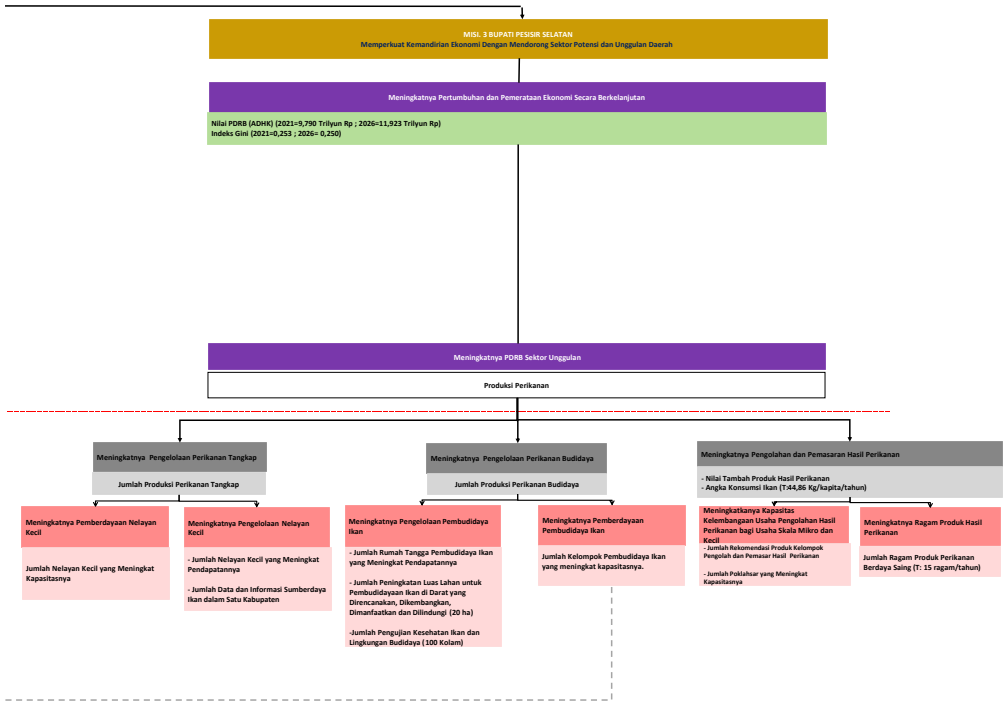 MISI. 3 BUPATI PESISIR SELATAN
Memperkuat Kemandirian Ekonomi Dengan Mendorong Sektor Potensi dan Unggulan Daerah
Meningkatnya Pertumbuhan dan Pemerataan Ekonomi Secara Berkelanjutan
Nilai PDRB (ADHK) (2021=9,790 Trilyun Rp ; 2026=11,923 Trilyun Rp)
Indeks Gini (2021=0,253 ; 2026= 0,250)
Meningkatnya PDRB Sektor Unggulan
Produksi Perikanan
Meningkatnya Pengelolaan Perikanan Tangkap
Jumlah Produksi Perikanan Tangkap
Meningkatnya Pengelolaan Perikanan Budidaya
Jumlah Produksi Perikanan Budidaya
Meningkatnya Pengolahan dan Pemasaran Hasil Perikanan
- Nilai Tambah Produk Hasil Perikanan
- Angka Konsumsi Ikan (T:44,86 Kg/kapita/tahun)
Meningkatnya Pemberdayaan Nelayan
Kecil
Jumlah Nelayan Kecil yang Meningkat
Kapasitasnya
Meningkatnya Pengelolaan Nelayan
Kecil
- Jumlah Nelayan Kecil yang Meningkat
Pendapatannya
- Jumlah Data dan Informasi Sumberdaya
Ikan dalam Satu Kabupaten
Meningkatnya Pengelolaan Pembudidaya
Ikan
- Jumlah Rumah Tangga Pembudidaya Ikan
yang Meningkat Pendapatannya
- Jumlah Peningkatan Luas Lahan untuk
Pembudidayaan Ikan di Darat yang
Direncanakan, Dikembangkan,
Dimanfaatkan dan Dilindungi (20 ha)
-Jumlah Pengujian Kesehatan Ikan dan
Lingkungan Budidaya (100 Kolam)
Meningkatnya Pemberdayaan
Pembudidaya Ikan
Jumlah Kelompok Pembudidaya Ikan
yang meningkat kapasitasnya.
Meningkatkanya Kapasitas
Kelembangaan Usaha Pengolahan Hasil
Perikanan bagi Usaha Skala Mikro dan
Kecil
- Jumlah Rekomendasi Produk Kelompok
Pengolah dan Pemasar Hasil Perikanan
- Jumlah Poklahsar yang Meningkat
Kapasitasnya
Meningkatnya Ragam Produk Hasil
Perikanan
Jumlah Ragam Produk Perikanan
Berdaya Saing (T: 15 ragam/tahun)